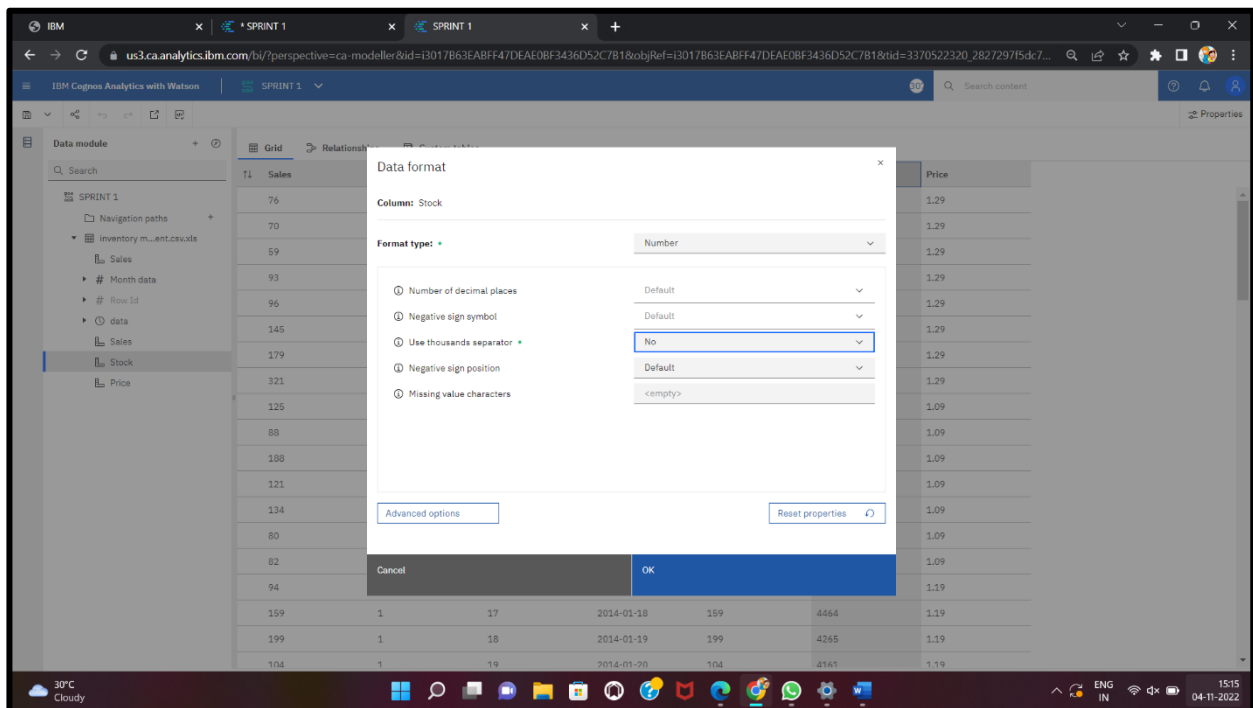 IBM
* SPRINT 1
SPRINT 1
us3.ca.analytics.ibm.com/bi/?perspective=ca-modeller&id=i3017B63EABFF47DEAE0BF3436D52C7B1&objRef=i3017B63EABFF47DEAE0BF3436D52C7B1&tid=3370522320_2827297f5dc7...
IBM Cognos Analytics with Watson
SPRINT 1
30
Search content
Properties
Data module
Search
SPRINT 1
Navigation paths
inventory m...ent.csv.xls
Sales
# Month data
# Row Id
data
Sales
Stock
Price
Grid
Relationships
Custom tables
Sales Price
76 1.29
70 1.29
59 1.29
93 1.29
96 1.29
145 1.29
179 1.29
321 1.29
125 1.09
88 1.09
188 1.09
121 1.09
134 1.09
80 1.09
82 1.09
94 1.19
159 1 17 2014-01-18 159 4464 1.19
199 1 18 2014-01-19 199 4265 1.19
104 1 19 2014-01-20 104 4161 1.19
Data format
Column: Stock
Format type: Number
Number of decimal places Default
Negative sign symbol Default
Use thousands separator No
Negative sign position Default
Missing value characters <empty>
Advanced options
Reset properties
Cancel
OK
30°C
Cloudy
ENG
IN
15:15
04-11-2022